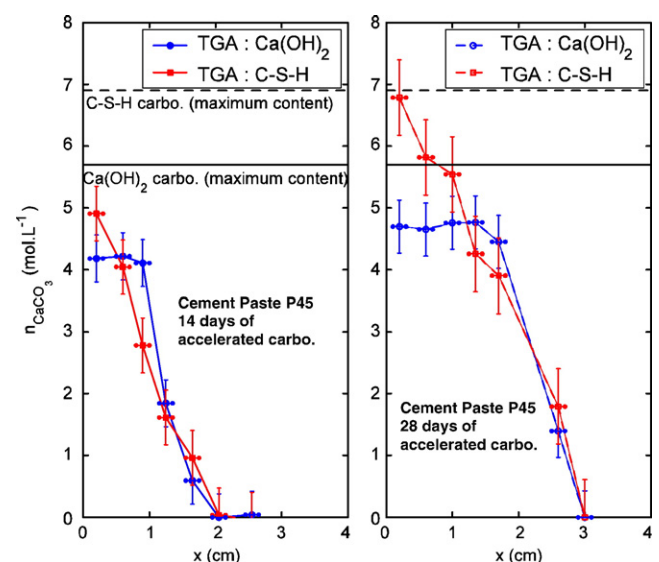 TGA : Ca(OH)2
TGA : C-S-H
TGA : Ca(OH)2
TGA : C-S-H
C-S-H carbo. (maximum content)
Ca(OH)2 carbo. (maximum content)
Cement Paste P45
14 days of
accelerated carbo.
Cement Paste P45
28 days of
accelerated carbo.
nCaCO3 (mol.L-1)
9
8
7
6
5
4
3
2
1
0
0 1 2 3 4
0 1 2 3 4
x (cm)
x (cm)